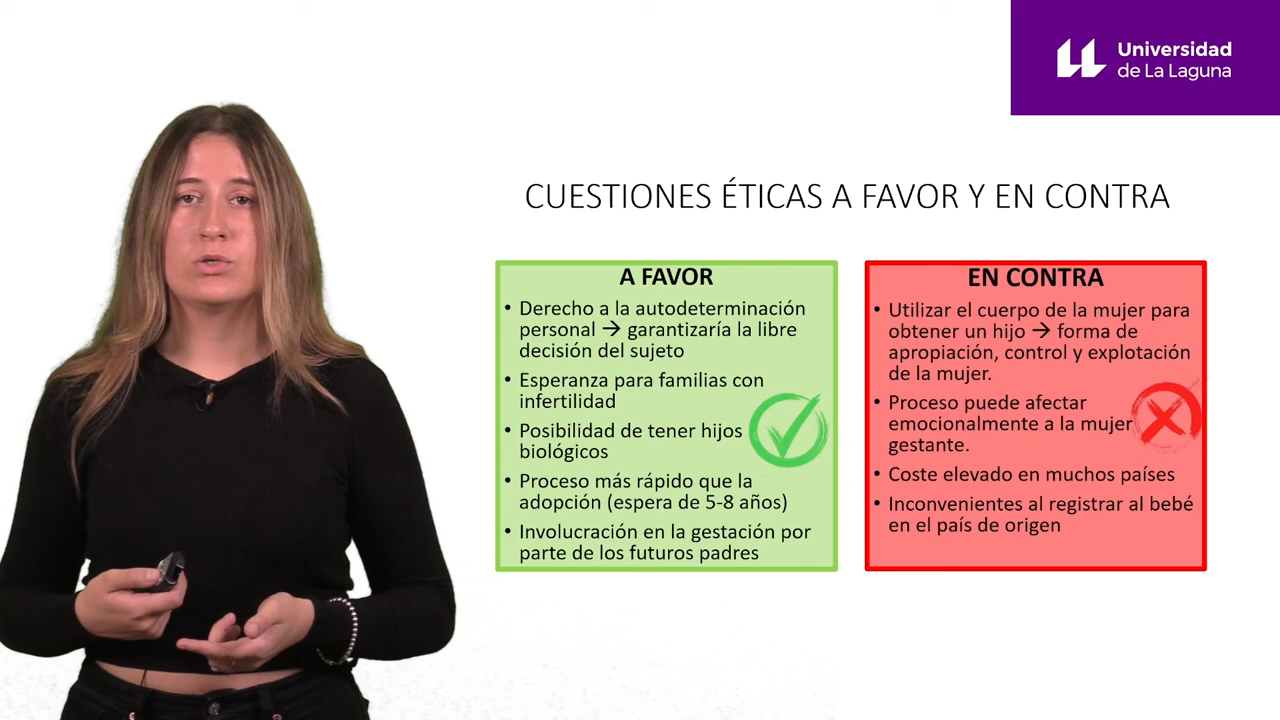 Universidad
de La Laguna
CUESTIONES ÉTICAS A FAVOR Y EN CONTRA
A FAVOR
• Derecho a la autodeterminación
personal → garantizaría la libre
decisión del sujeto
• Esperanza para familias con
infertilidad
• Posibilidad de tener hijos
biológicos
• Proceso más rápido que la
adopción (espera de 5-8 años)
• Involucración en la gestación por
parte de los futuros padres
EN CONTRA
• Utilizar el cuerpo de la mujer para
obtener un hijo → forma de
apropiación, control y explotación
de la mujer.
• Proceso puede afectar
emocionalmente a la mujer
gestante.
• Coste elevado en muchos países
• Inconvenientes al registrar al bebé
en el país de origen